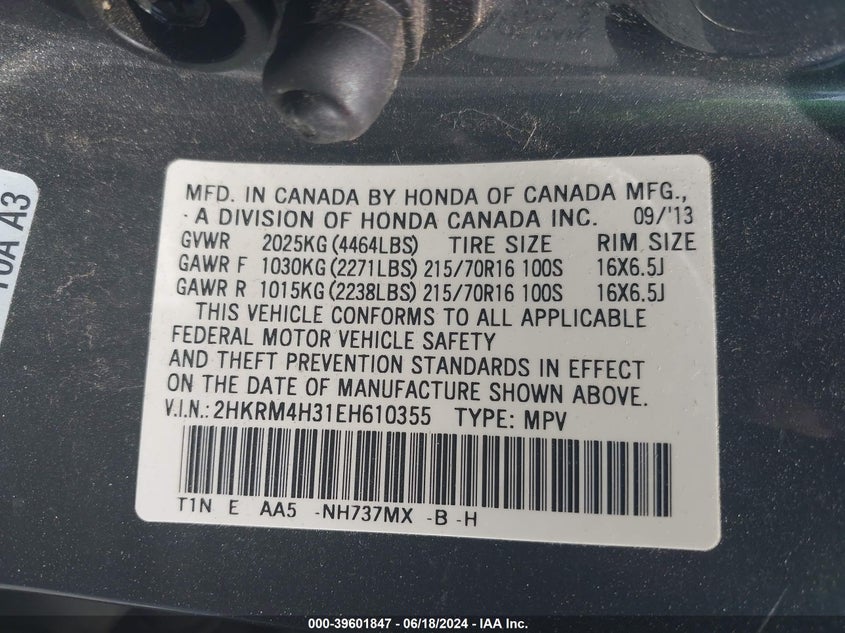 MFD. IN CANADA BY HONDA OF CANADA MFG.,
A DIVISION OF HONDA CANADA INC. 09/'13
GVWR 2025KG (4464LBS) TIRE SIZE RIM SIZE
GAWR F 1030KG (2271LBS) 215/70R16 100S 16X6.5J
GAWR R 1015KG (2238LBS) 215/70R16 100S 16X6.5J
THIS VEHICLE CONFORMS TO ALL APPLICABLE
FEDERAL MOTOR VEHICLE SAFETY
AND THEFT PREVENTION STANDARDS IN EFFECT
ON THE DATE OF MANUFACTURE SHOWN ABOVE.
V.I.N.: 2HKRM4H31EH610355 TYPE: MPV
T1N E AA5 -NH737MX -B -H
A3
000-39601847 - 06/18/2024 - IAA Inc.